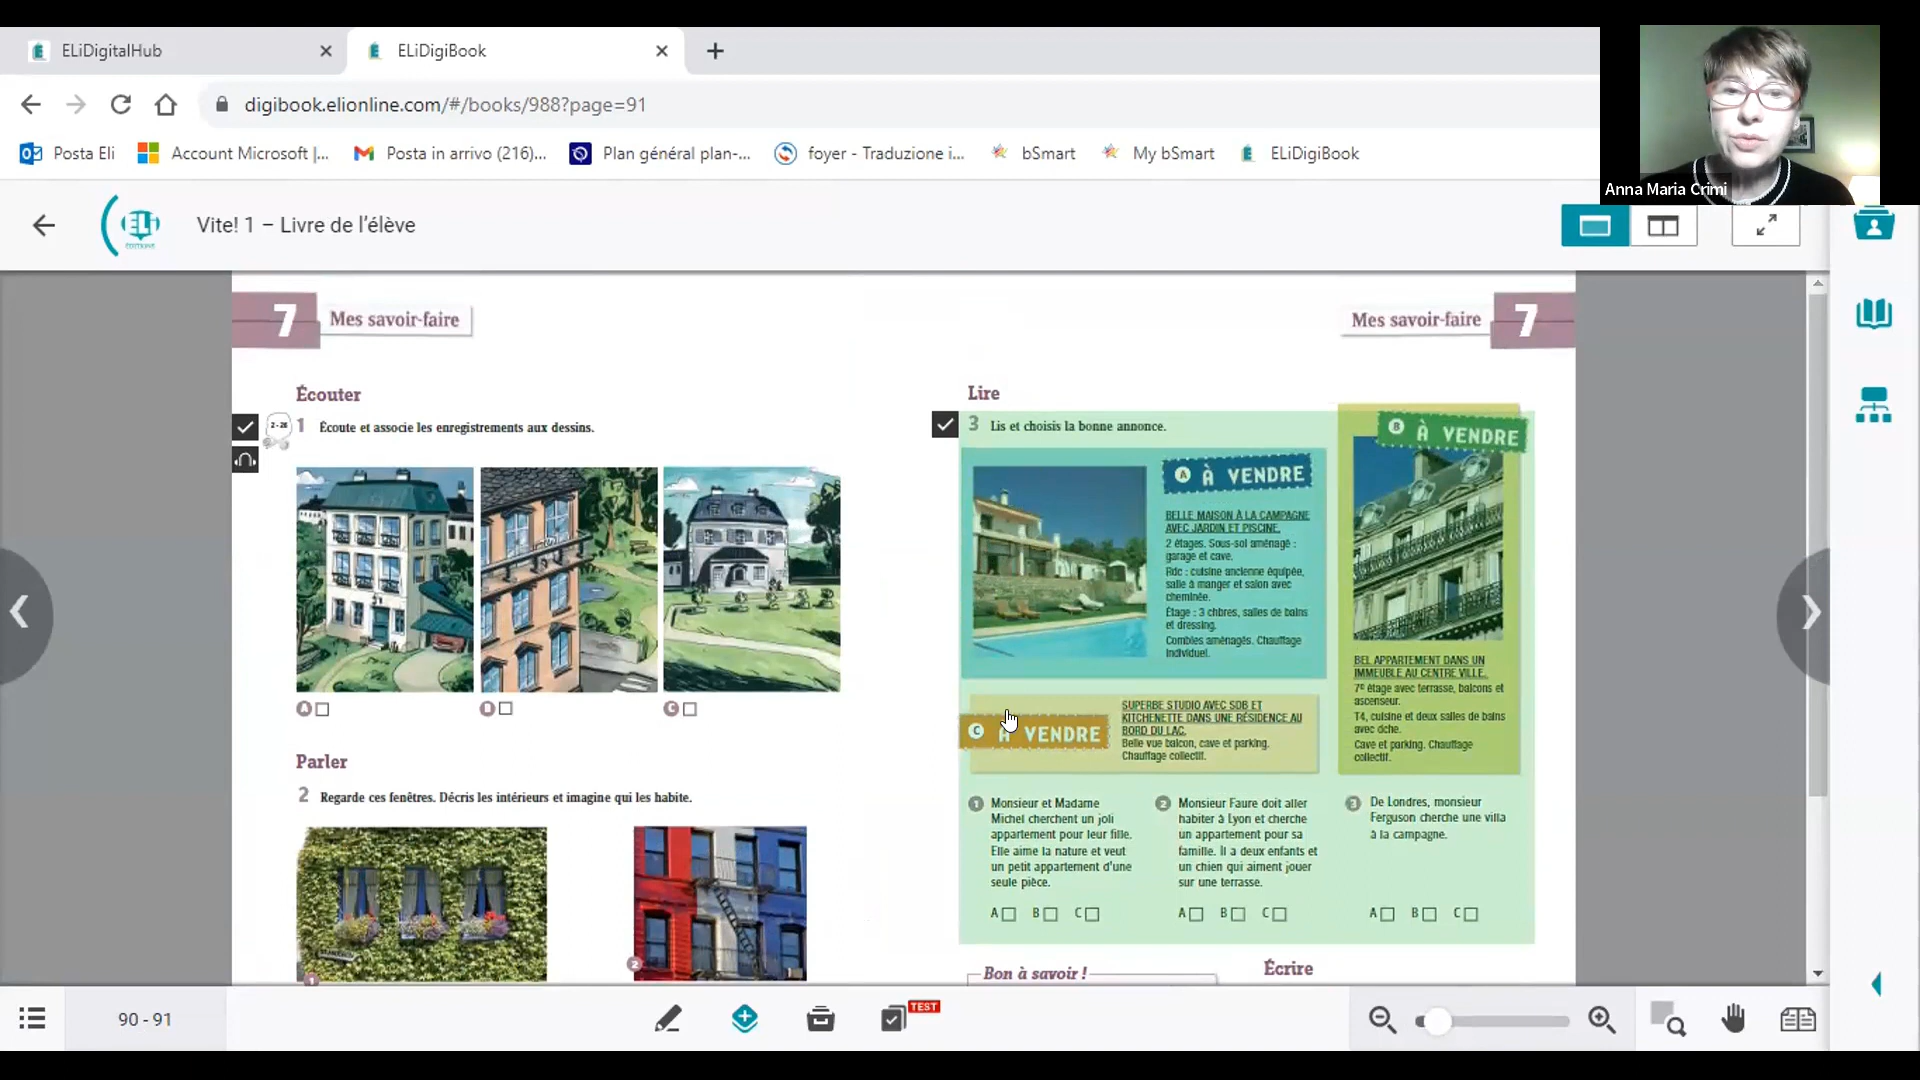 ELiDigitalHub
ELiDigiBook
digibook.elionline.com/#/books/988?page=91
Posta Eli
Account Microsoft |...
Posta in arrivo (216)...
Plan général plan-...
foyer - Traduzione i...
bSmart
My bSmart
ELiDigiBook
Anna Maria Crimi
ELi
ÉDITIONS
Vite! 1 – Livre de l'élève
7 Mes savoir-faire
Écouter
2 - 28
1 Écoute et associe les enregistrements aux dessins.
A
B
C
Parler
2 Regarde ces fenêtres. Décris les intérieurs et imagine qui les habite.
1
2
Mes savoir-faire 7
Lire
3 Lis et choisis la bonne annonce.
A À VENDRE
BELLE MAISON À LA CAMPAGNE
AVEC JARDIN ET PISCINE.
2 étages. Sous-sol aménagé :
garage et cave.
Rdc : cuisine ancienne équipée,
salle à manger et salon avec
cheminée.
Étage : 3 chbres, salles de bains
et dressing.
Combles aménagés. Chauffage
individuel.
B À VENDRE
BEL APPARTEMENT DANS UN
IMMEUBLE AU CENTRE VILLE.
7e étage avec terrasse, balcons et
ascenseur.
T4, cuisine et deux salles de bains
avec dche.
Cave et parking. Chauffage
collectif.
C À VENDRE
SUPERBE STUDIO AVEC SDB ET
KITCHENETTE DANS UNE RÉSIDENCE AU
BORD DU LAC.
Belle vue balcon, cave et parking.
Chauffage collectif.
1 Monsieur et Madame
Michel cherchent un joli
appartement pour leur fille.
Elle aime la nature et veut
un petit appartement d'une
seule pièce.
A B C
2 Monsieur Faure doit aller
habiter à Lyon et cherche
un appartement pour sa
famille. Il a deux enfants et
un chien qui aiment jouer
sur une terrasse.
A B C
3 De Londres, monsieur
Ferguson cherche une villa
à la campagne.
A B C
Bon à savoir !
Écrire
90 - 91
TEST